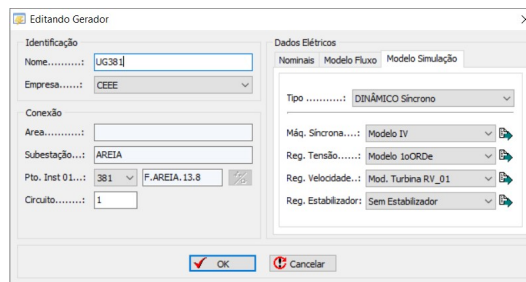 Editando Gerador
Identificação
Nome..........: UG381
Empresa......: CEEE
Conexão
Area...........:
Subestação...: AREIA
Pto. Inst 01...: 381 F.AREIA.13.8
Circuito........: 1
Dados Elétricos
Nominais Modelo Fluxo Modelo Simulação
Tipo ...........: DINÂMICO Síncrono
Máq. Síncrona....: Modelo IV
Reg. Tensão......: Modelo 1oORDe
Reg. Velocidade..: Mod. Turbina RV_01
Reg. Estabilizador: Sem Estabilizador
OK Cancelar